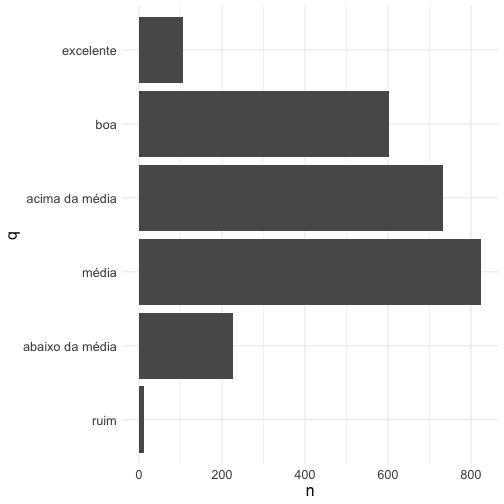 excelente
boa
acima da média
q
média
abaixo da média
ruim
0 200 400 600 800
n